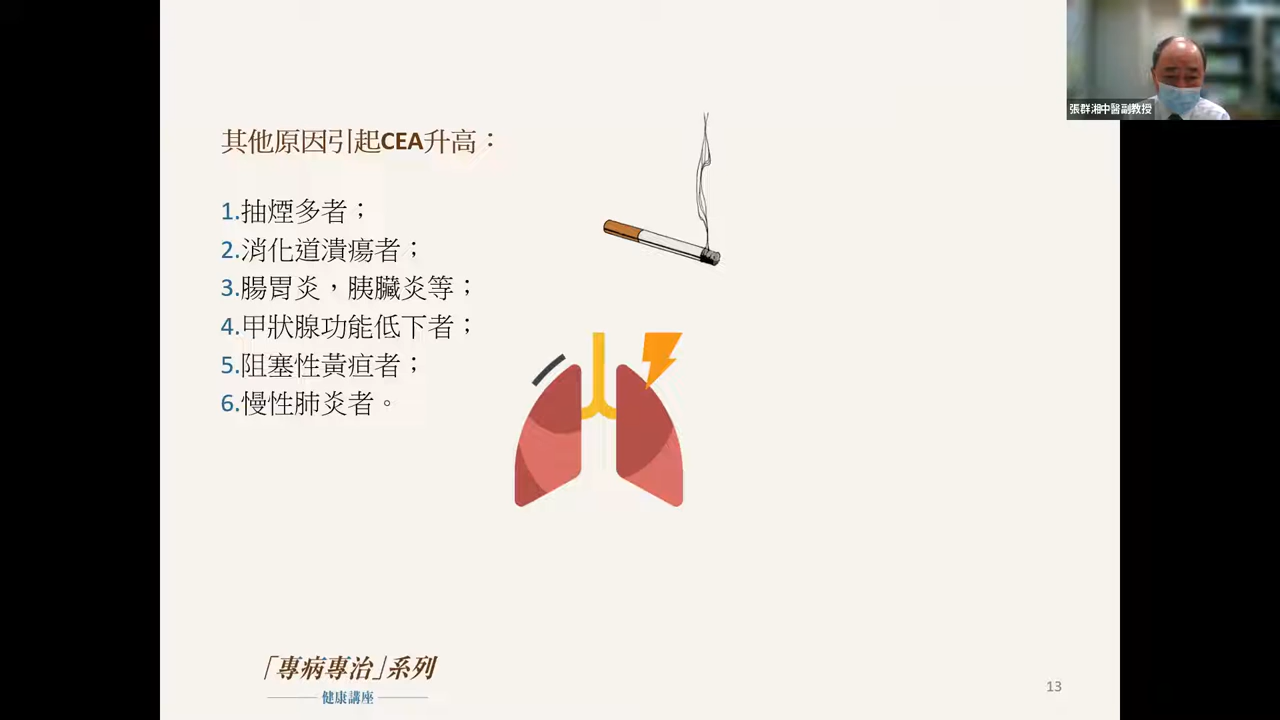 張群湘中醫副教授
其他原因引起CEA升高：
1.抽煙多者；
2.消化道潰瘍者；
3.腸胃炎，胰臟炎等；
4.甲狀腺功能低下者；
5.阻塞性黃疸者；
6.慢性肺炎者。
「專病專治」系列
健康講座
13